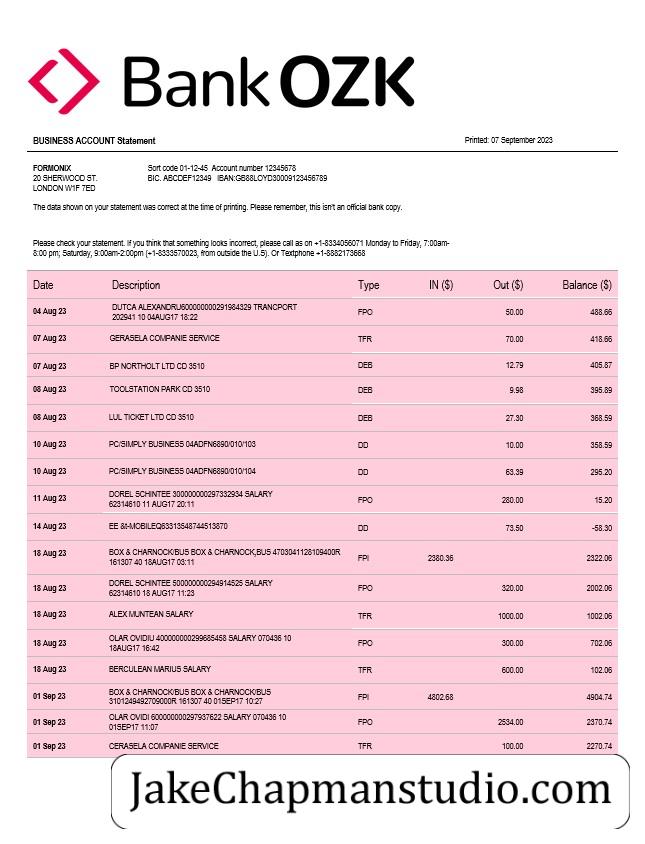 Bank OZK
BUSINESS ACCOUNT Statement Printed: 07 September 2023
FORMONIX Sort code 01-12-45 Account number 12345678
20 SHERWOOD ST. BIC. ABCDEF12349 IBAN:GB88LOYD30009123456789
LONDON W1F 7ED
The data shown on your statement was correct at the time of printing. Please remember, this isn't an official bank copy.
Please check your statement. If you think that something looks incorrect, please call as on +1-8334056071 Monday to Friday, 7:00am-
8:00 pm; Saturday, 9:00am-2:00pm (+1-8333570023, from outside the U.S). Or Textphone +1-8882173668
Date Description Type IN ($) Out ($) Balance ($)
04 Aug 23 DUTCA ALEXANDRU600000000291984329 TRANCPORT FPO 50.00 488.66
202941 10 04AUG17 18:22
07 Aug 23 GERASELA COMPANIE SERVICE TFR 70.00 418.66
07 Aug 23 BP NORTHOLT LTD CD 3510 DEB 12.79 405.87
08 Aug 23 TOOLSTATION PARK CD 3510 DEB 9.98 395.89
08 Aug 23 LUL TICKET LTD CD 3510 DEB 27.30 368.59
10 Aug 23 PC/SIMPLY BUSINESS 04ADFN6890/010/103 DD 10.00 358.59
10 Aug 23 PC/SIMPLY BUSINESS 04ADFN6890/010/104 DD 63.39 295.20
11 Aug 23 DOREL SCHINTEE 300000000297332934 SALARY FPO 280.00 15.20
62314610 11 AUG17 20:11
14 Aug 23 EE &t-MOBILEQ63313548744513870 DD 73.50 -58.30
18 Aug 23 BOX & CHARNOCK/BUS BOX & CHARNOCK,BUS 4703041128109400R FPI 2380.36 2322.06
161307 40 18AUG17 03:11
18 Aug 23 DOREL SCHINTEE 500000000294914525 SALARY FPO 320.00 2002.06
62314610 18 AUG17 11:23
18 Aug 23 ALEX MUNTEAN SALARY TFR 1000.00 1002.06
18 Aug 23 OLAR OVIDIU 400000000299685458 SALARY 070436 10 FPO 300.00 702.06
18AUG17 16:42
18 Aug 23 BERCULEAN MARIUS SALARY TFR 600.00 102.06
01 Sep 23 BOX & CHARNOCK/BUS BOX & CHARNOCK/BUS FPI 4802.68 4904.74
3101249492709000R 161307 40 01SEP17 10:27
01 Sep 23 OLAR OVIDI 600000000297937622 SALARY 070436 10 FPO 2534.00 2370.74
01SEP17 11:07
01 Sep 23 CERASELA COMPANIE SERVICE TFR 100.00 2270.74
JakeChapmanstudio.com